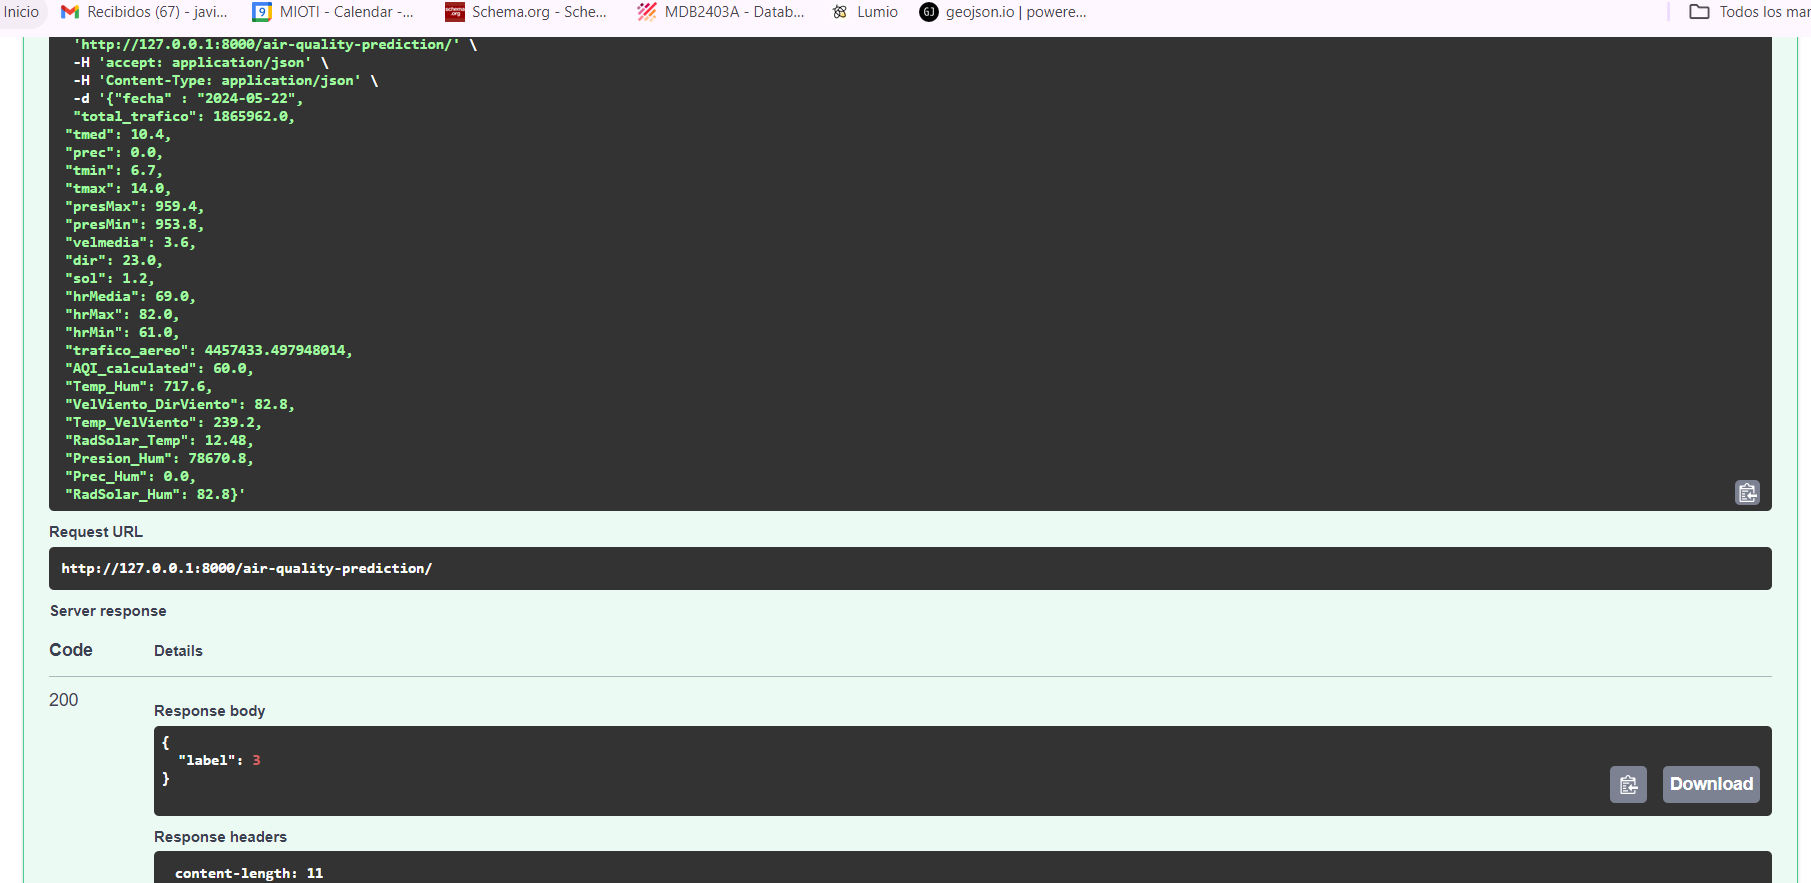 Inicio Recibidos (67) - javi... 9 MIOTI - Calendar -... schema .org Schema.org - Sche... MDB2403A - Datab... Lumio GJ geojson.io | powere... Todos los mar
'http://127.0.0.1:8000/air-quality-prediction/' \
-H 'accept: application/json' \
-H 'Content-Type: application/json' \
-d '{"fecha" : "2024-05-22",
"total_trafico": 1865962.0,
"tmed": 10.4,
"prec": 0.0,
"tmin": 6.7,
"tmax": 14.0,
"presMax": 959.4,
"presMin": 953.8,
"velmedia": 3.6,
"dir": 23.0,
"sol": 1.2,
"hrMedia": 69.0,
"hrMax": 82.0,
"hrMin": 61.0,
"trafico_aereo": 4457433.497948014,
"AQI_calculated": 60.0,
"Temp_Hum": 717.6,
"VelViento_DirViento": 82.8,
"Temp_VelViento": 239.2,
"RadSolar_Temp": 12.48,
"Presion_Hum": 78670.8,
"Prec_Hum": 0.0,
"RadSolar_Hum": 82.8}'
Request URL
http://127.0.0.1:8000/air-quality-prediction/
Server response
Code Details
200
Response body
{
"label": 3
}
Download
Response headers
content-length: 11